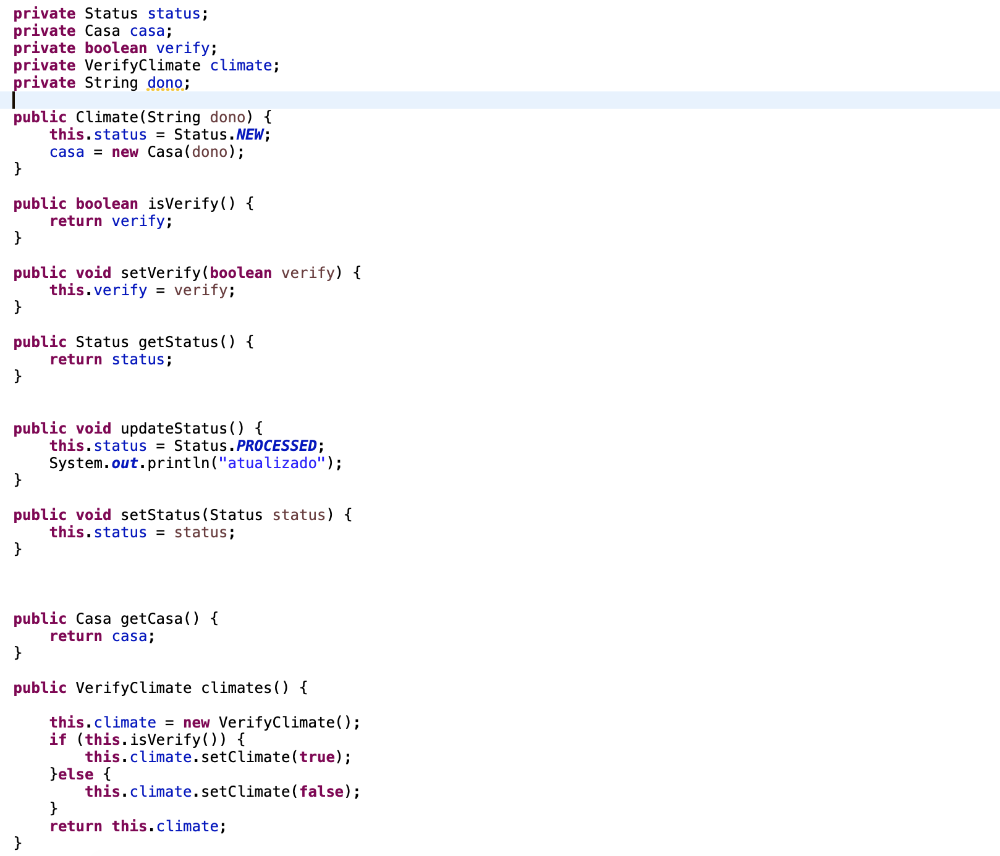 private Status status;
private Casa casa;
private boolean verify;
private VerifyClimate climate;
private String dono;
public Climate(String dono) {
    this.status = Status.NEW;
    casa = new Casa(dono);
}
public boolean isVerify() {
    return verify;
}
public void setVerify(boolean verify) {
    this.verify = verify;
}
public Status getStatus() {
    return status;
}
public void updateStatus() {
    this.status = Status.PROCESSED;
    System.out.println("atualizado");
}
public void setStatus(Status status) {
    this.status = status;
}
public Casa getCasa() {
    return casa;
}
public VerifyClimate climates() {
    this.climate = new VerifyClimate();
    if (this.isVerify()) {
        this.climate.setClimate(true);
    }else {
        this.climate.setClimate(false);
    }
    return this.climate;
}